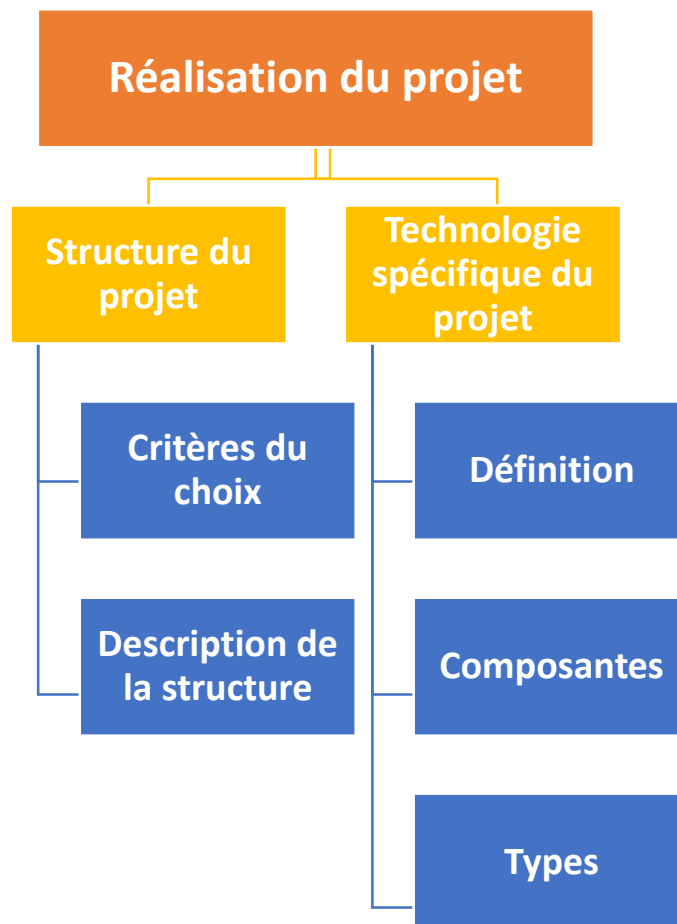 Réalisation du projet
Structure du
projet
Technologie
spécifique du
projet
Critères du
choix
Définition
Description de
la structure
Composantes
Types